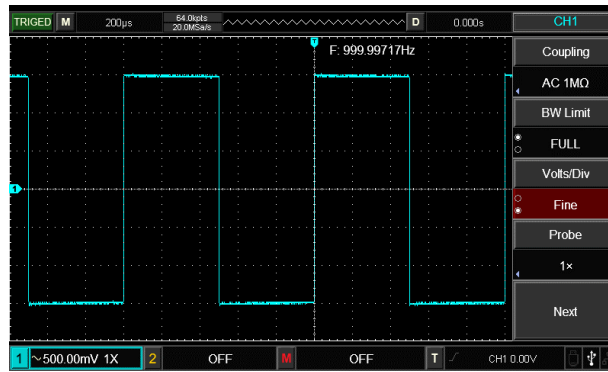 TRIGED M 200μs 64.0kpts 20.0MSa/s D 0.000s CH1
T
F: 999.99717Hz
Coupling
AC 1MΩ
BW Limit
FULL
Volts/Div
1
Fine
Probe
1×
Next
1 ~500.00mV 1X 2 OFF M OFF T CH1 0.00V